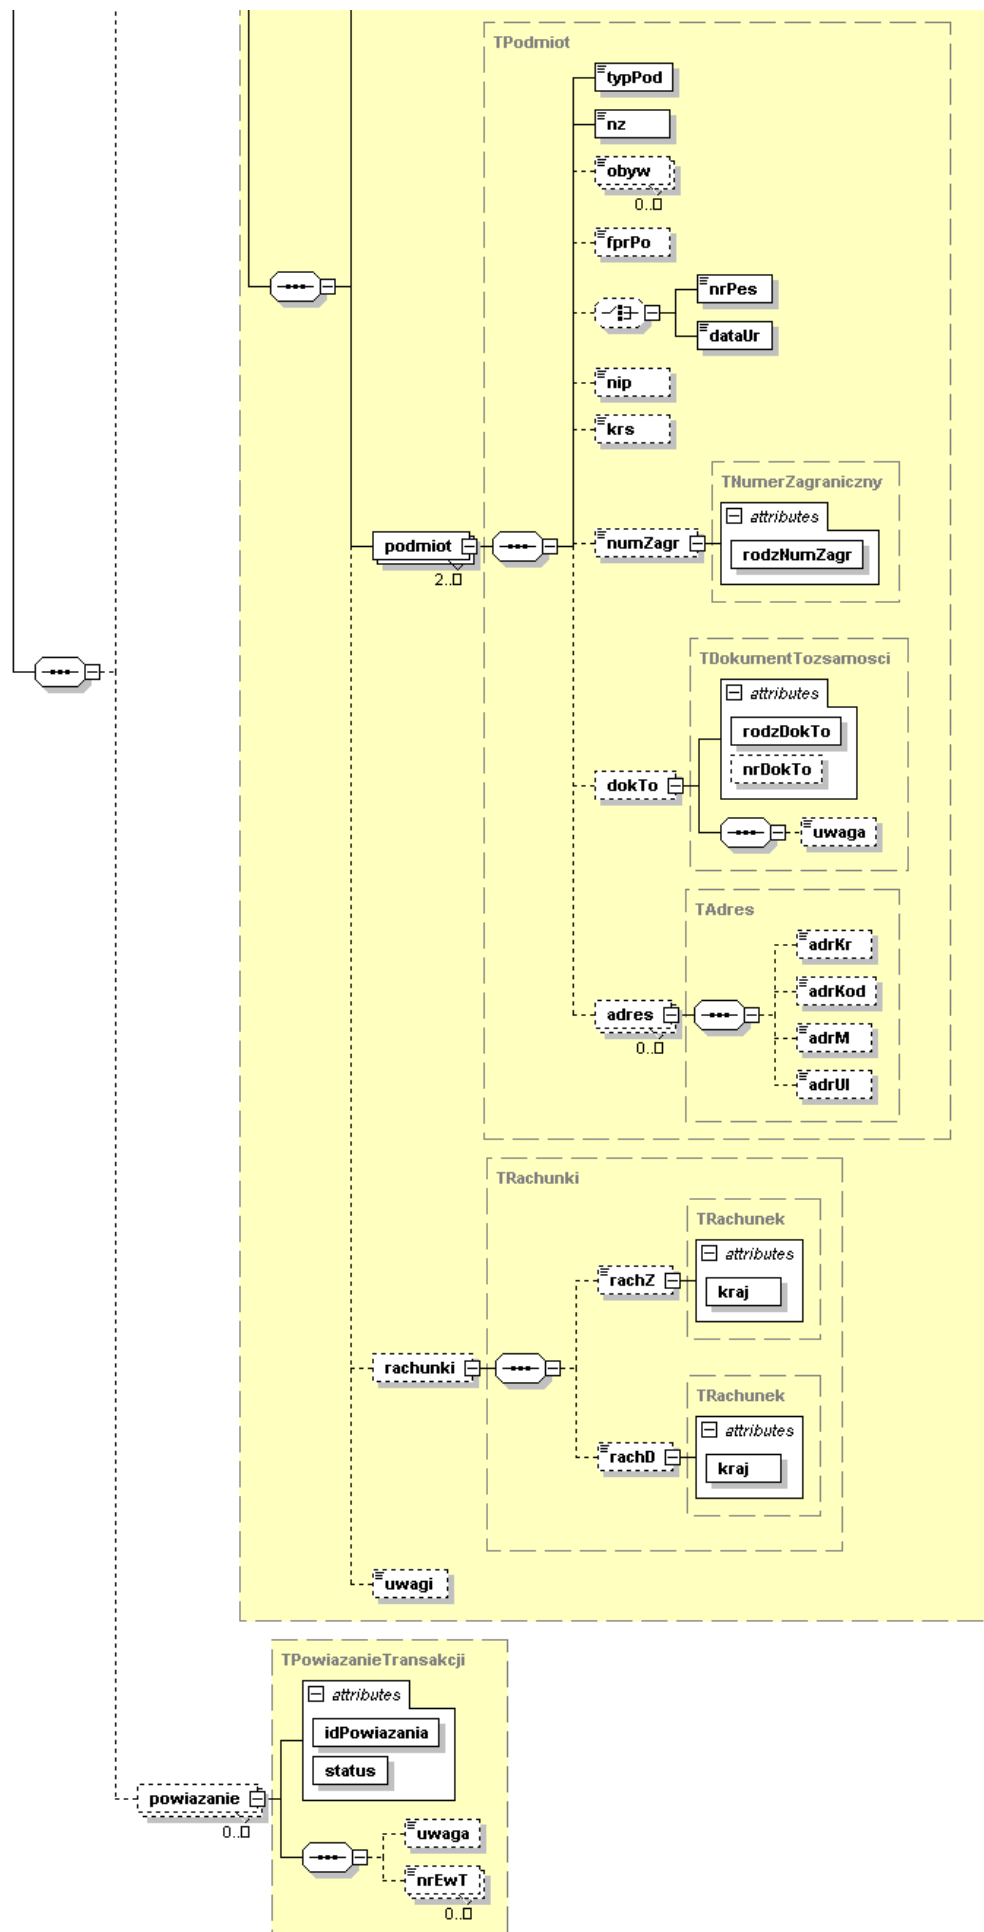 TPodmiot
typPod
nz
obyw
0..
fprPo
nrPes
dataUr
nip
krs
TNumerZagraniczny
attributes
rodzNumZagr
numZagr
podmiot
2..
TDokumentTozsamosci
attributes
rodzDokTo
nrDokTo
dokTo
uwaga
TAdres
adrKr
adrKod
adres
0..
adrM
adrUl
TRachunki
TRachunek
attributes
rachZ
kraj
rachunki
TRachunek
attributes
rachD
kraj
uwagi
TPowiazanieTransakcji
attributes
idPowiazania
status
powiazanie
0..
uwaga
nrEwT
0..